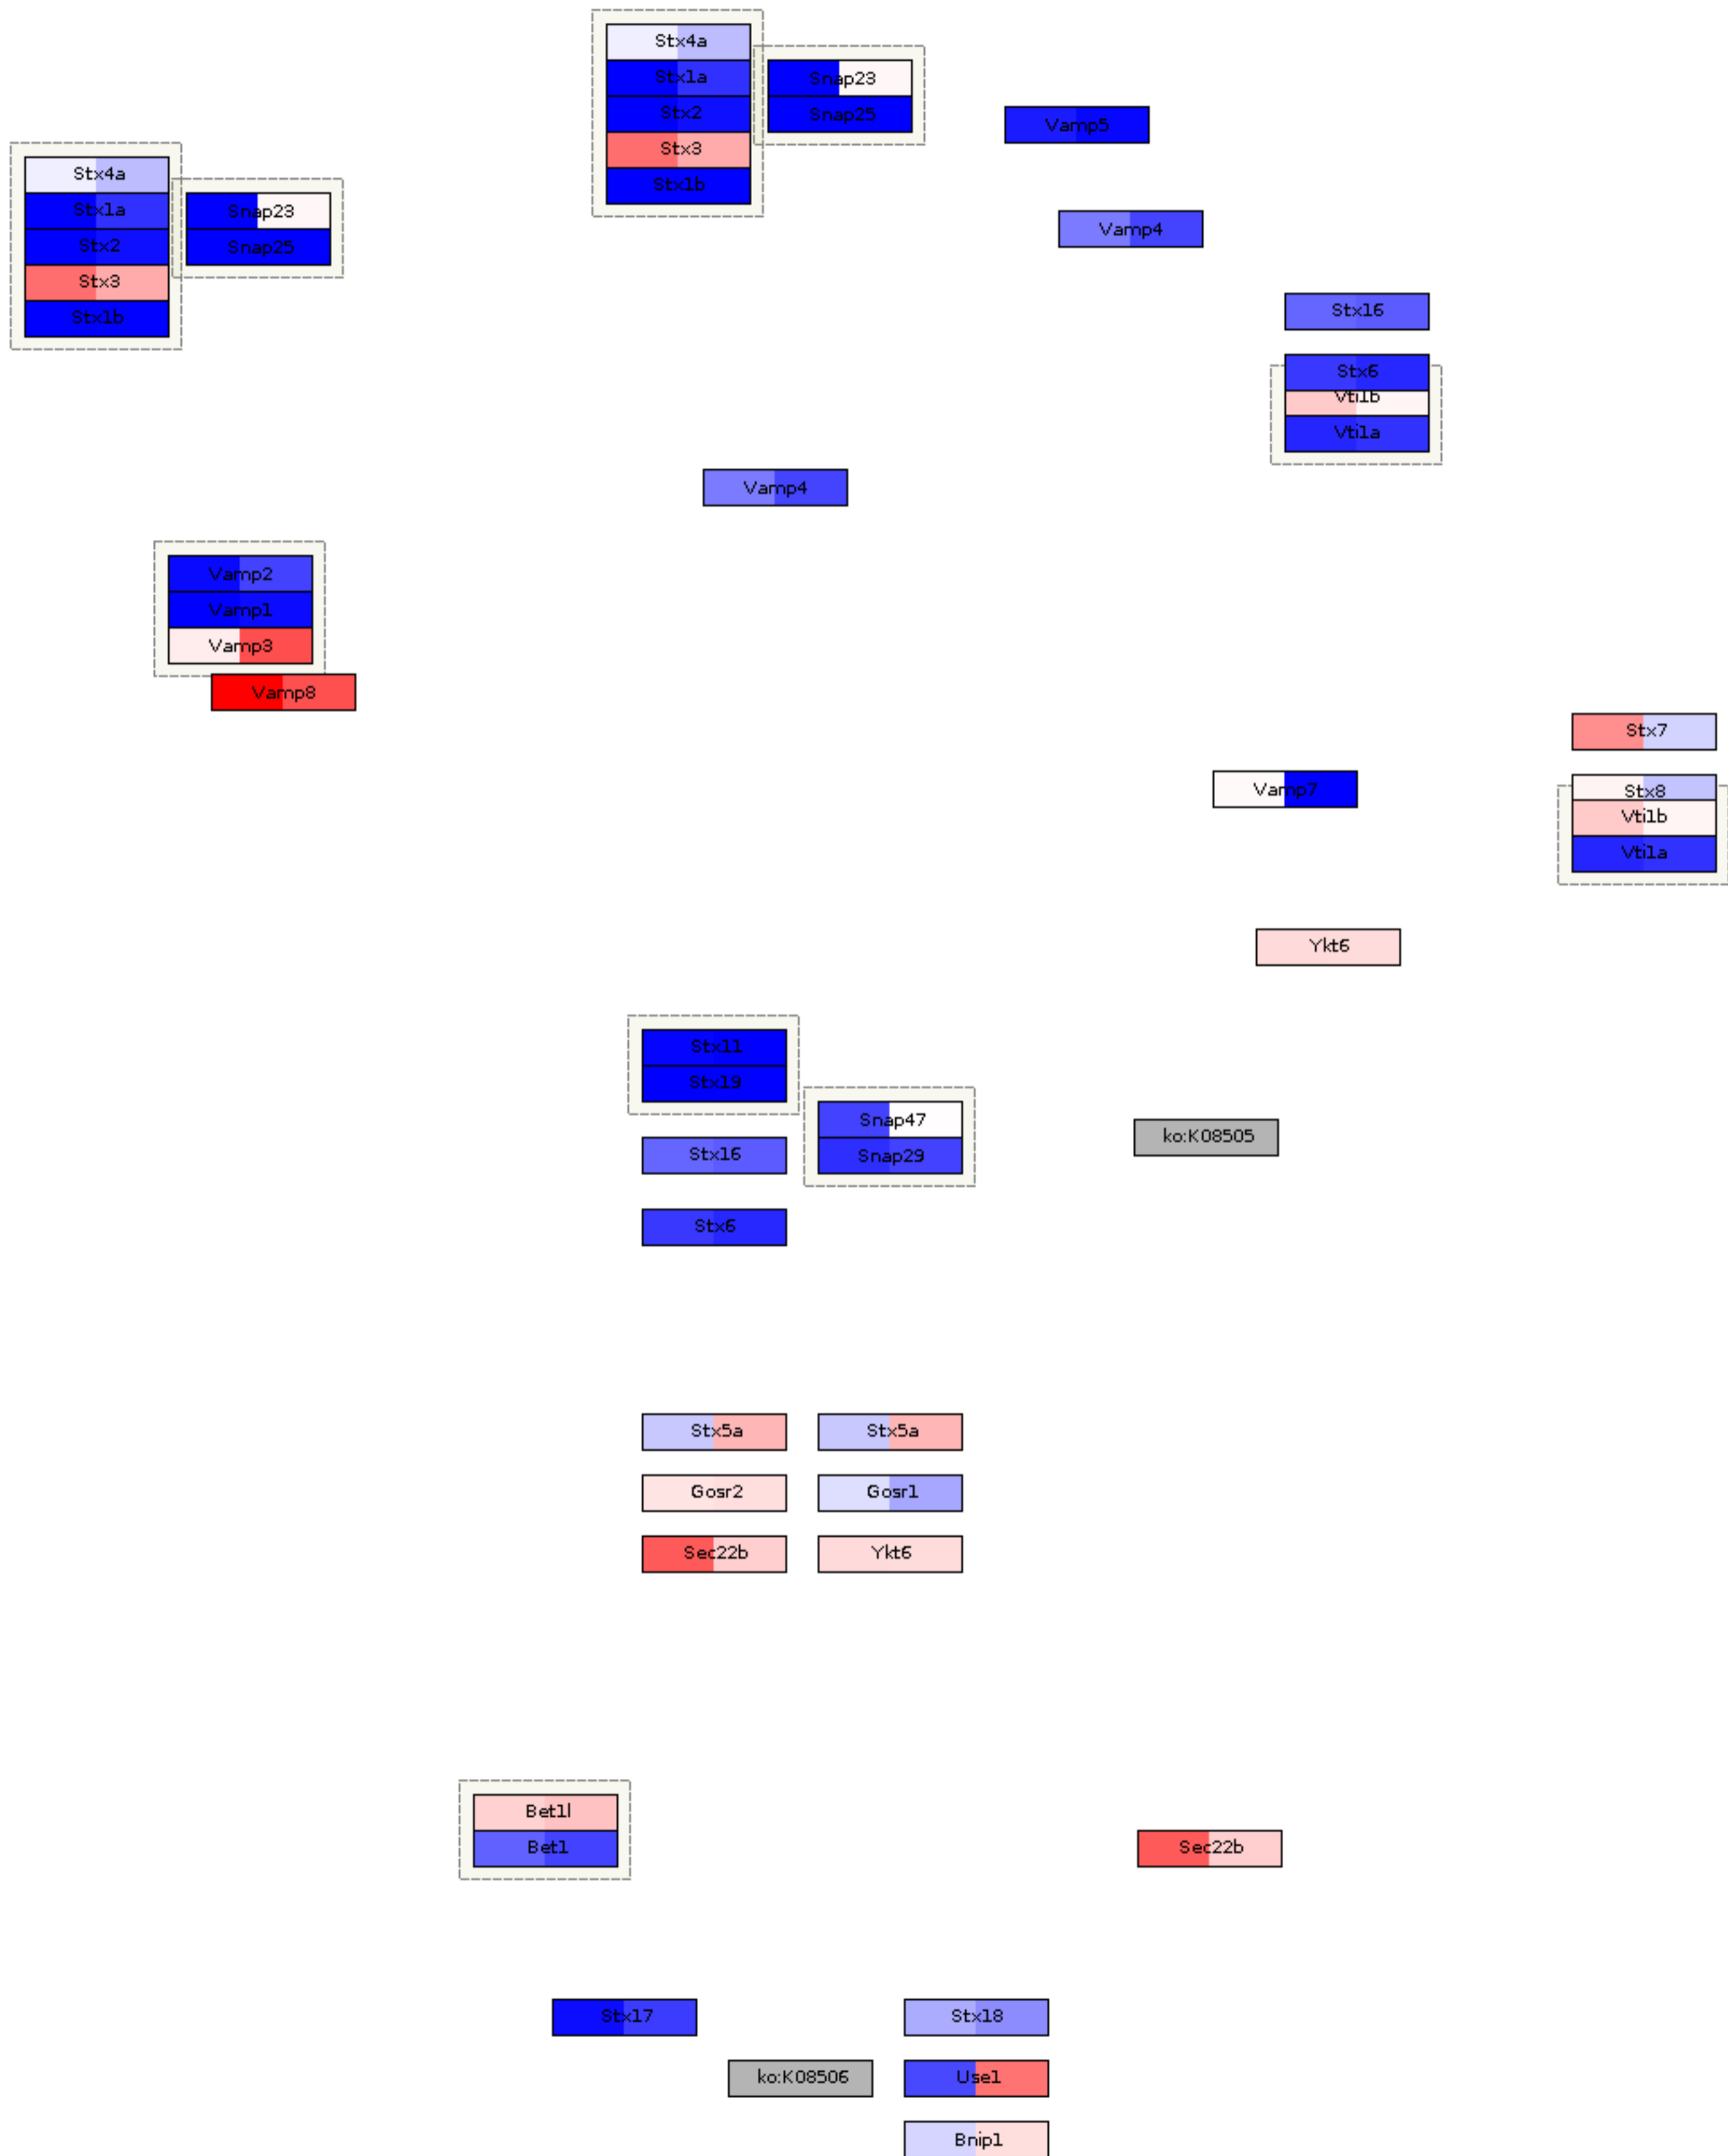 Stx4a
Stx1a
Stx2
Stx3
Stx1b
Snap23
Snap25
Vamp5
Stx4a
Stx1a
Stx2
Stx3
Stx1b
Snap23
Snap25
Vamp4
Stx16
Stx6
Vti1b
Vti1a
Vamp4
Vamp2
Vamp1
Vamp3
Vamp8
Stx7
Vamp7
Stx8
Vti1b
Vti1a
Ykt6
Stx11
Stx19
Snap47
Snap29
ko:K08505
Stx16
Stx6
Stx5a
Stx5a
Gosr2
Gosr1
Sec22b
Ykt6
Bet1l
Bet1
Sec22b
Stx17
Stx18
ko:K08506
Use1
Bnip1